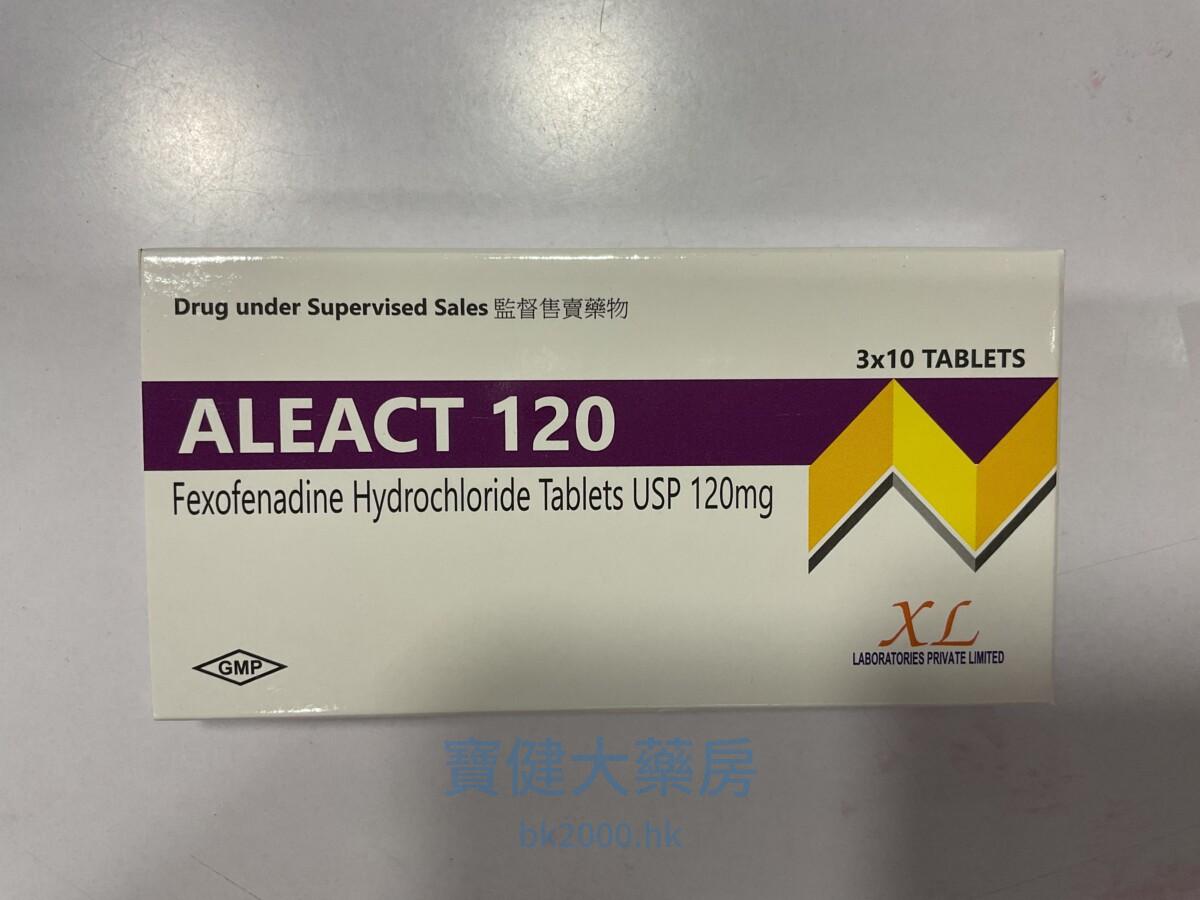 Drug under Supervised Sales 監督售賣藥物
3x10 TABLETS
ALEACT 120
Fexofenadine Hydrochloride Tablets USP 120mg
XL
LABORATORIES PRIVATE LIMITED
GMP
寶健大藥房
bk2000.hk